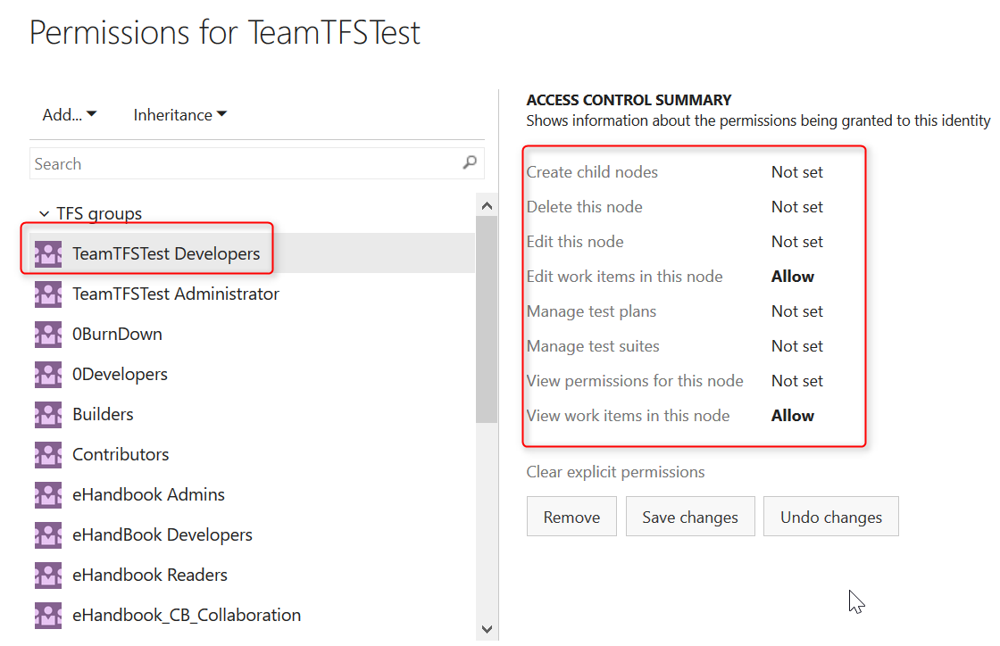 Permissions for TeamTFSTest
Add...
Inheritance
Search
TFS groups
TeamTFSTest Developers
TeamTFSTest Administrator
0BurnDown
0Developers
Builders
Contributors
eHandbook Admins
eHandBook Developers
eHandbook Readers
eHandbook_CB_Collaboration
ACCESS CONTROL SUMMARY
Shows information about the permissions being granted to this identity
Create child nodes Not set
Delete this node Not set
Edit this node Not set
Edit work items in this node Allow
Manage test plans Not set
Manage test suites Not set
View permissions for this node Not set
View work items in this node Allow
Clear explicit permissions
Remove
Save changes
Undo changes